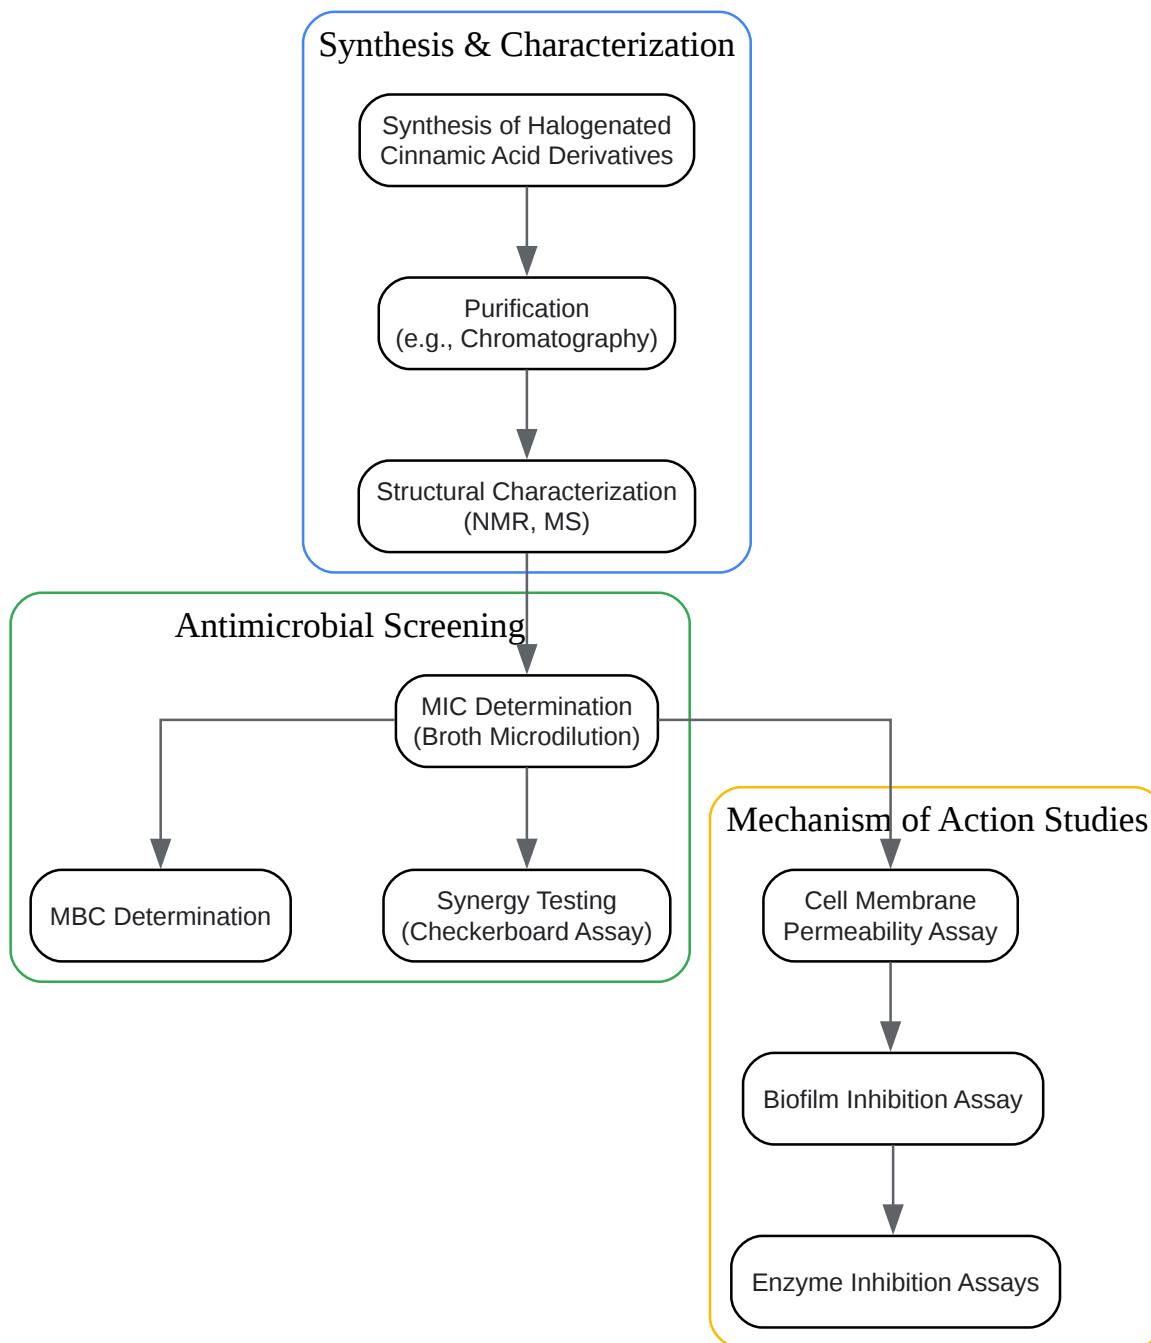 Synthesis & Characterization
Synthesis of Halogenated
Cinnamic Acid Derivatives
Purification
(e.g., Chromatography)
Structural Characterization
(NMR, MS)
Antimicrobial Screening
MIC Determination
(Broth Microdilution)
MBC Determination
Synergy Testing
(Checkerboard Assay)
Mechanism of Action Studies
Cell Membrane
Permeability Assay
Biofilm Inhibition Assay
Enzyme Inhibition Assays